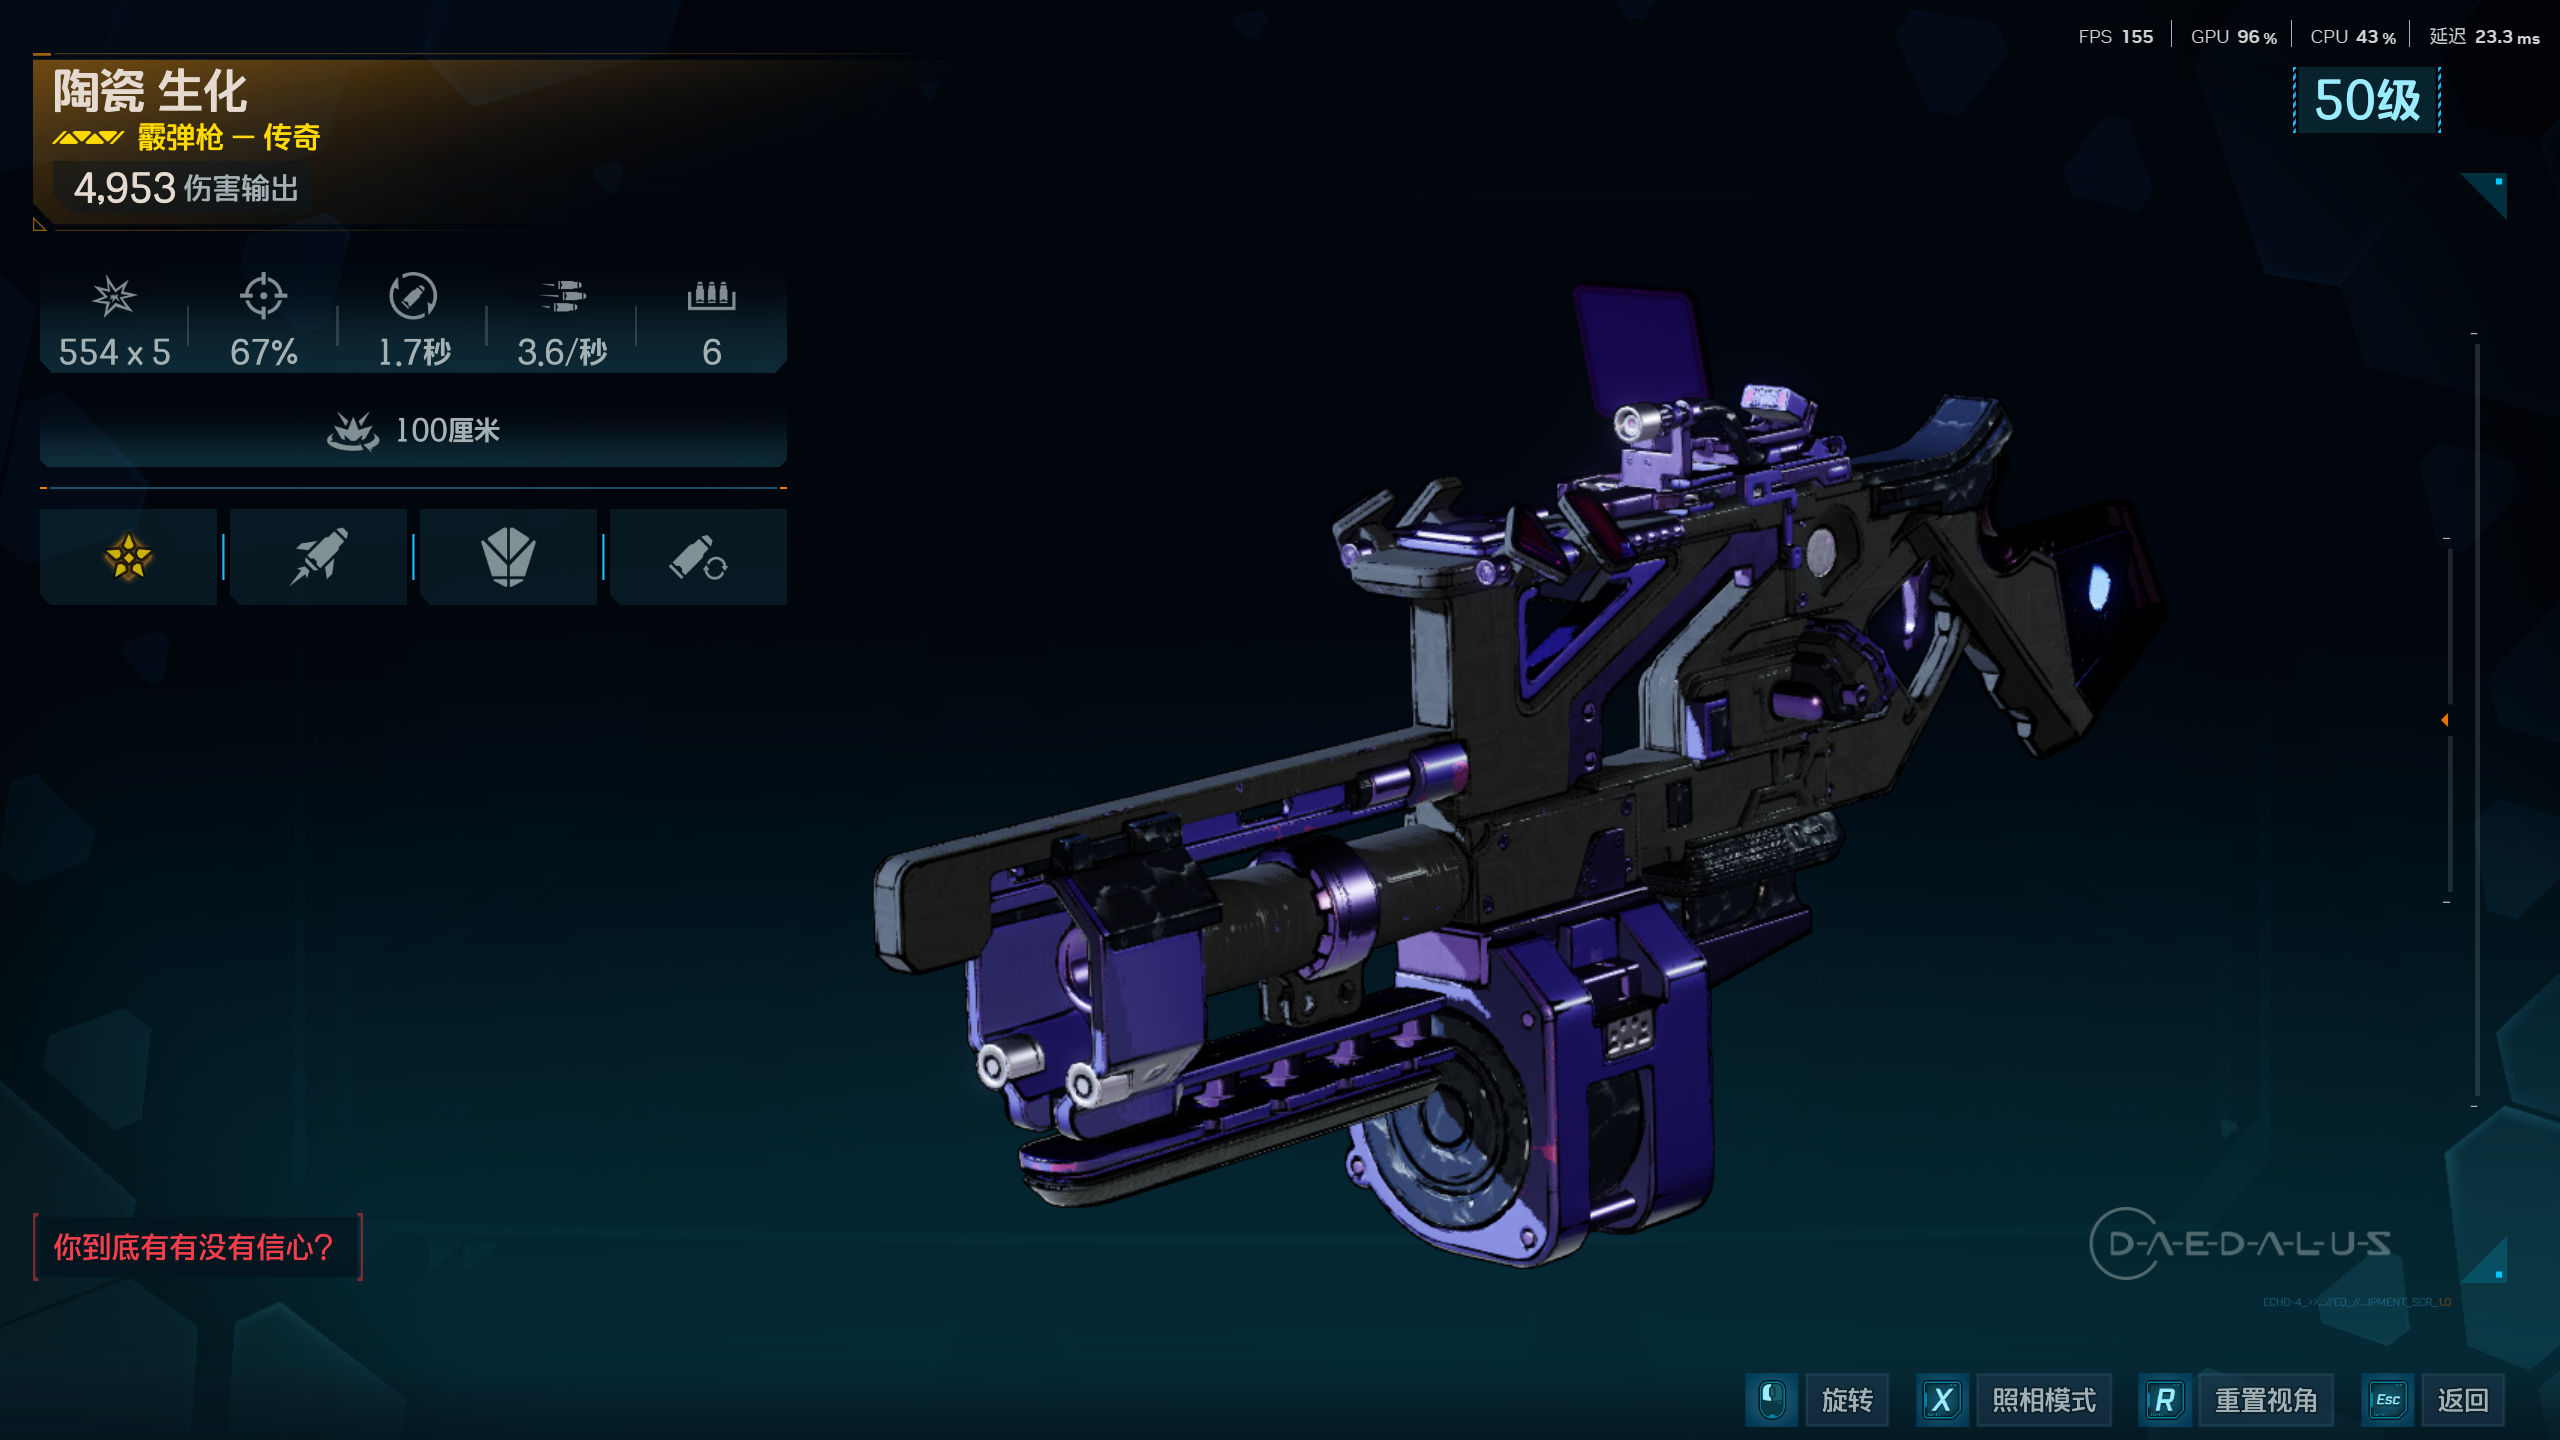 FPS 155 GPU 96 % CPU 43 % 延迟 23.3 ms
陶瓷 生化
霰弹枪 — 传奇
4,953 伤害输出
50级
554 x 5 67% 1.7秒 3.6/秒 6
100厘米
你到底有有没有信心?
D-A-E-D-A-L-U-S
旋转 X 照相模式 R 重置视角 Esc 返回